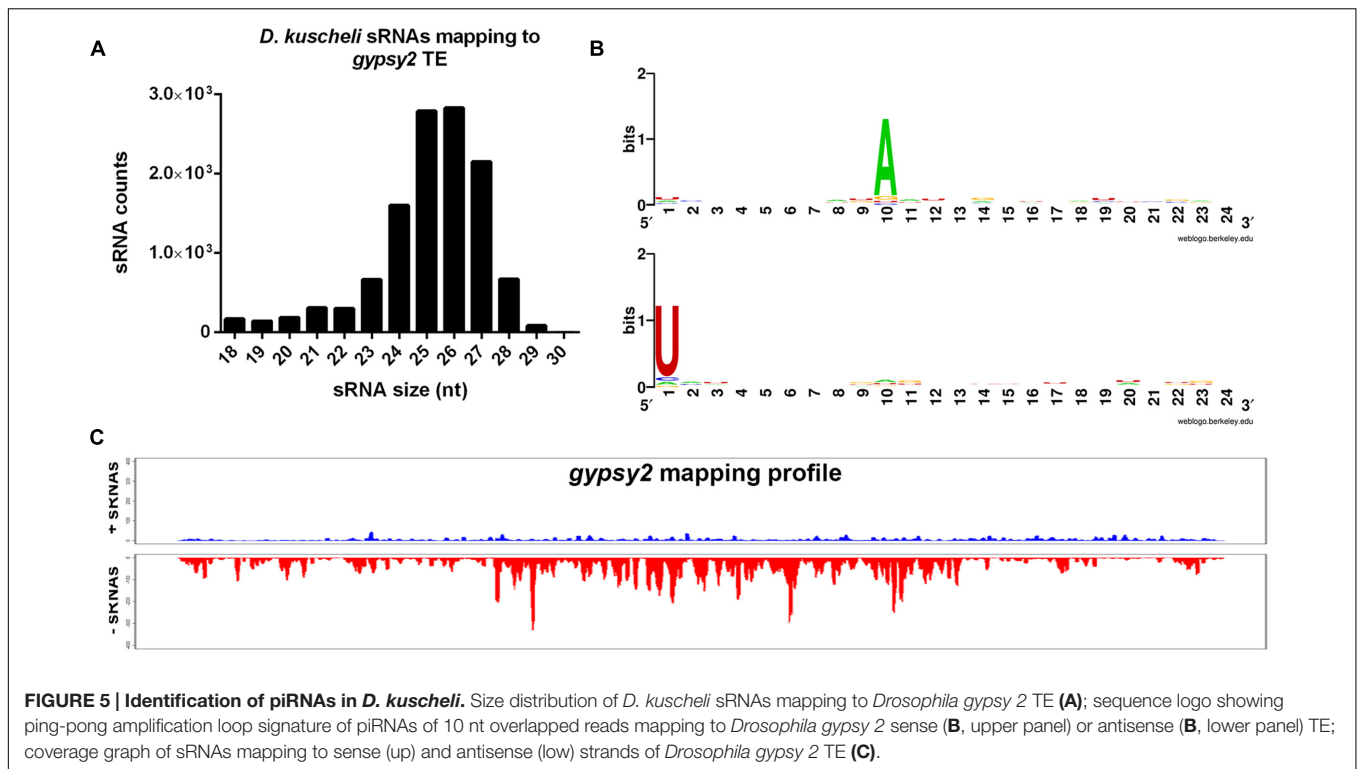 A
D. kuscheli sRNAs mapping to
gypsy2 TE
sRNA counts
3.0×10³
2.0×10³
1.0×10³
0
18 19 20 21 22 23 24 25 26 27 28 29 30
sRNA size (nt)
B
bits
2
1
0
A
5′ 1 2 3 4 5 6 7 8 9 10 11 12 13 14 15 16 17 18 19 20 21 22 23 24 3′
weblogo.berkeley.edu
bits
2
1
0
U
5′ 1 2 3 4 5 6 7 8 9 10 11 12 13 14 15 16 17 18 19 20 21 22 23 24 3′
weblogo.berkeley.edu
C
gypsy2 mapping profile
+ sRNAs
- sRNAs
FIGURE 5 | Identification of piRNAs in D. kuscheli. Size distribution of D. kuscheli sRNAs mapping to Drosophila gypsy 2 TE (A); sequence logo showing
ping-pong amplification loop signature of piRNAs of 10 nt overlapped reads mapping to Drosophila gypsy 2 sense (B, upper panel) or antisense (B, lower panel) TE;
coverage graph of sRNAs mapping to sense (up) and antisense (low) strands of Drosophila gypsy 2 TE (C).